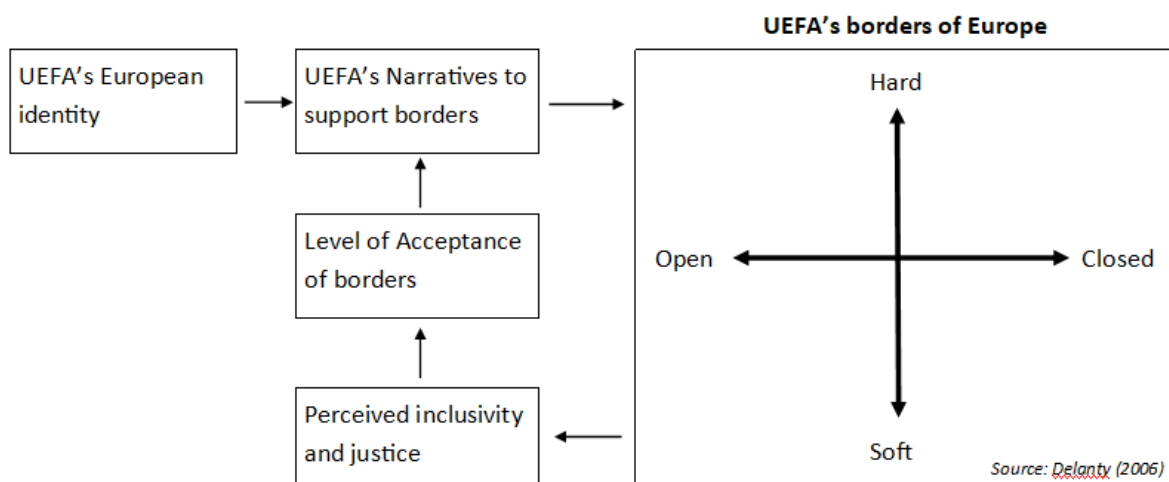 UEFA's borders of Europe
UEFA's European
identity
UEFA's Narratives to
support borders
Level of Acceptance
of borders
Perceived inclusivity
and justice
Hard
Open
Closed
Soft
Source: Delanty (2006)